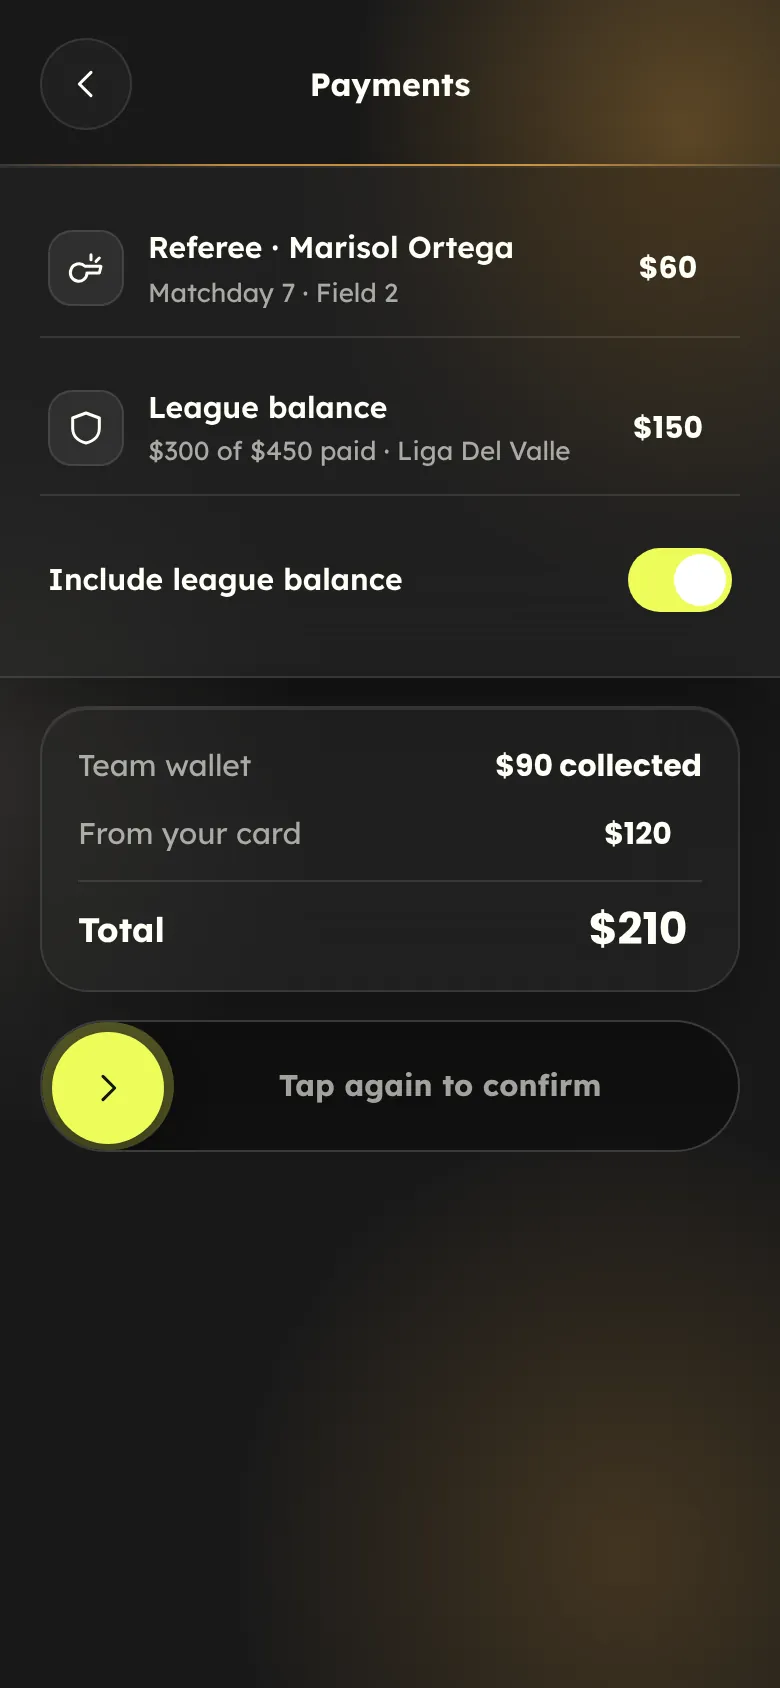 Payments
Referee · Marisol Ortega
Matchday 7 · Field 2
$60
League balance
$300 of $450 paid · Liga Del Valle
$150
Include league balance
Team wallet
$90 collected
From your card
$120
Total
$210
Tap again to confirm